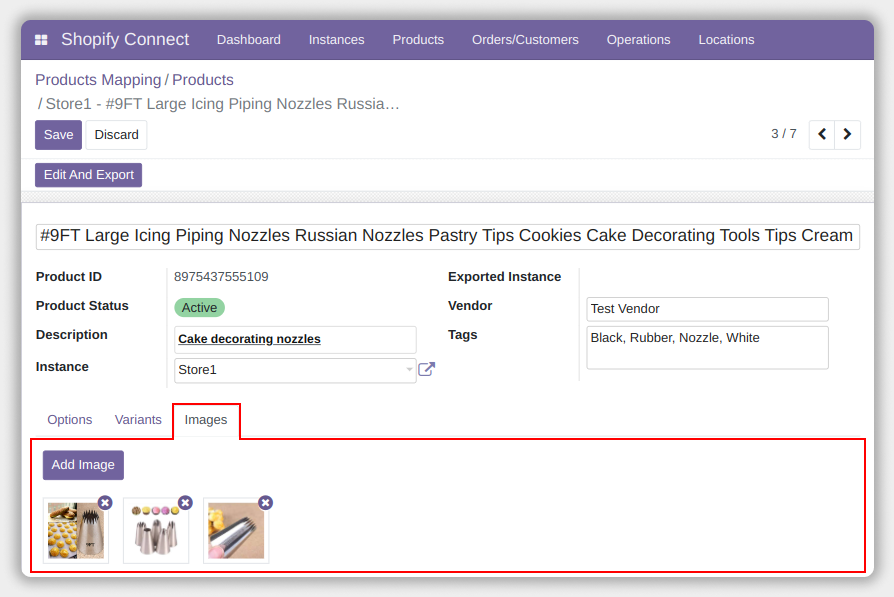 Shopify Connect Dashboard Instances Products Orders/Customers Operations Locations
Products Mapping / Products
/ Store1 - #9FT Large Icing Piping Nozzles Russia…
Save Discard 3 / 7
Edit And Export
#9FT Large Icing Piping Nozzles Russian Nozzles Pastry Tips Cookies Cake Decorating Tools Tips Cream
Product ID 8975437555109 Exported Instance
Product Status Active Vendor Test Vendor
Description Cake decorating nozzles Tags Black, Rubber, Nozzle, White
Instance Store1
Options Variants Images
Add Image